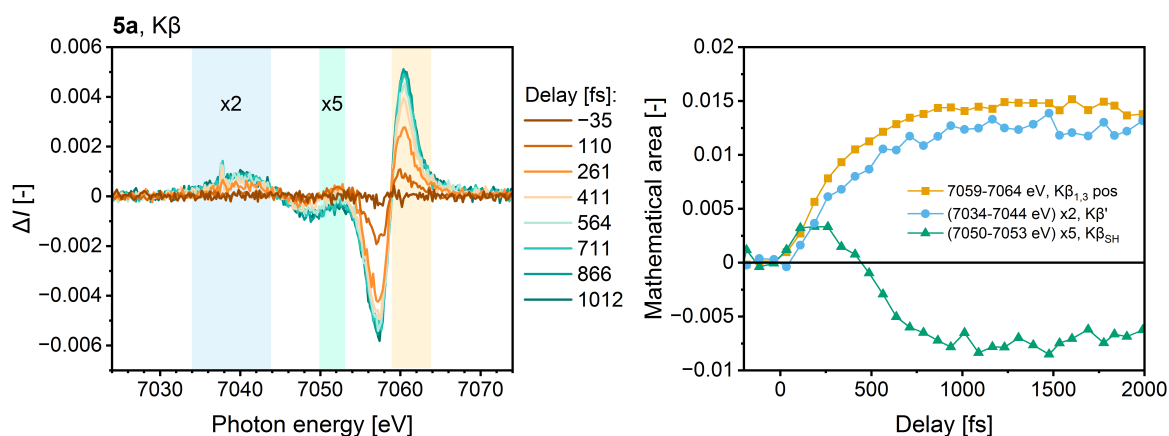 5a, Kβ
0.006
0.004
0.002
0
−0.002
−0.004
−0.006
ΔI [-]
x2
x5
7030
7040
7050
7060
7070
Photon energy [eV]
Delay [fs]:
−35
110
261
411
564
711
866
1012
0.02
0.015
0.01
0.005
0
−0.005
−0.01
Mathematical area [-]
7059-7064 eV, Kβ1,3 pos
(7034-7044 eV) x2, Kβ'
(7050-7053 eV) x5, KβSH
0
500
1000
1500
2000
Delay [fs]